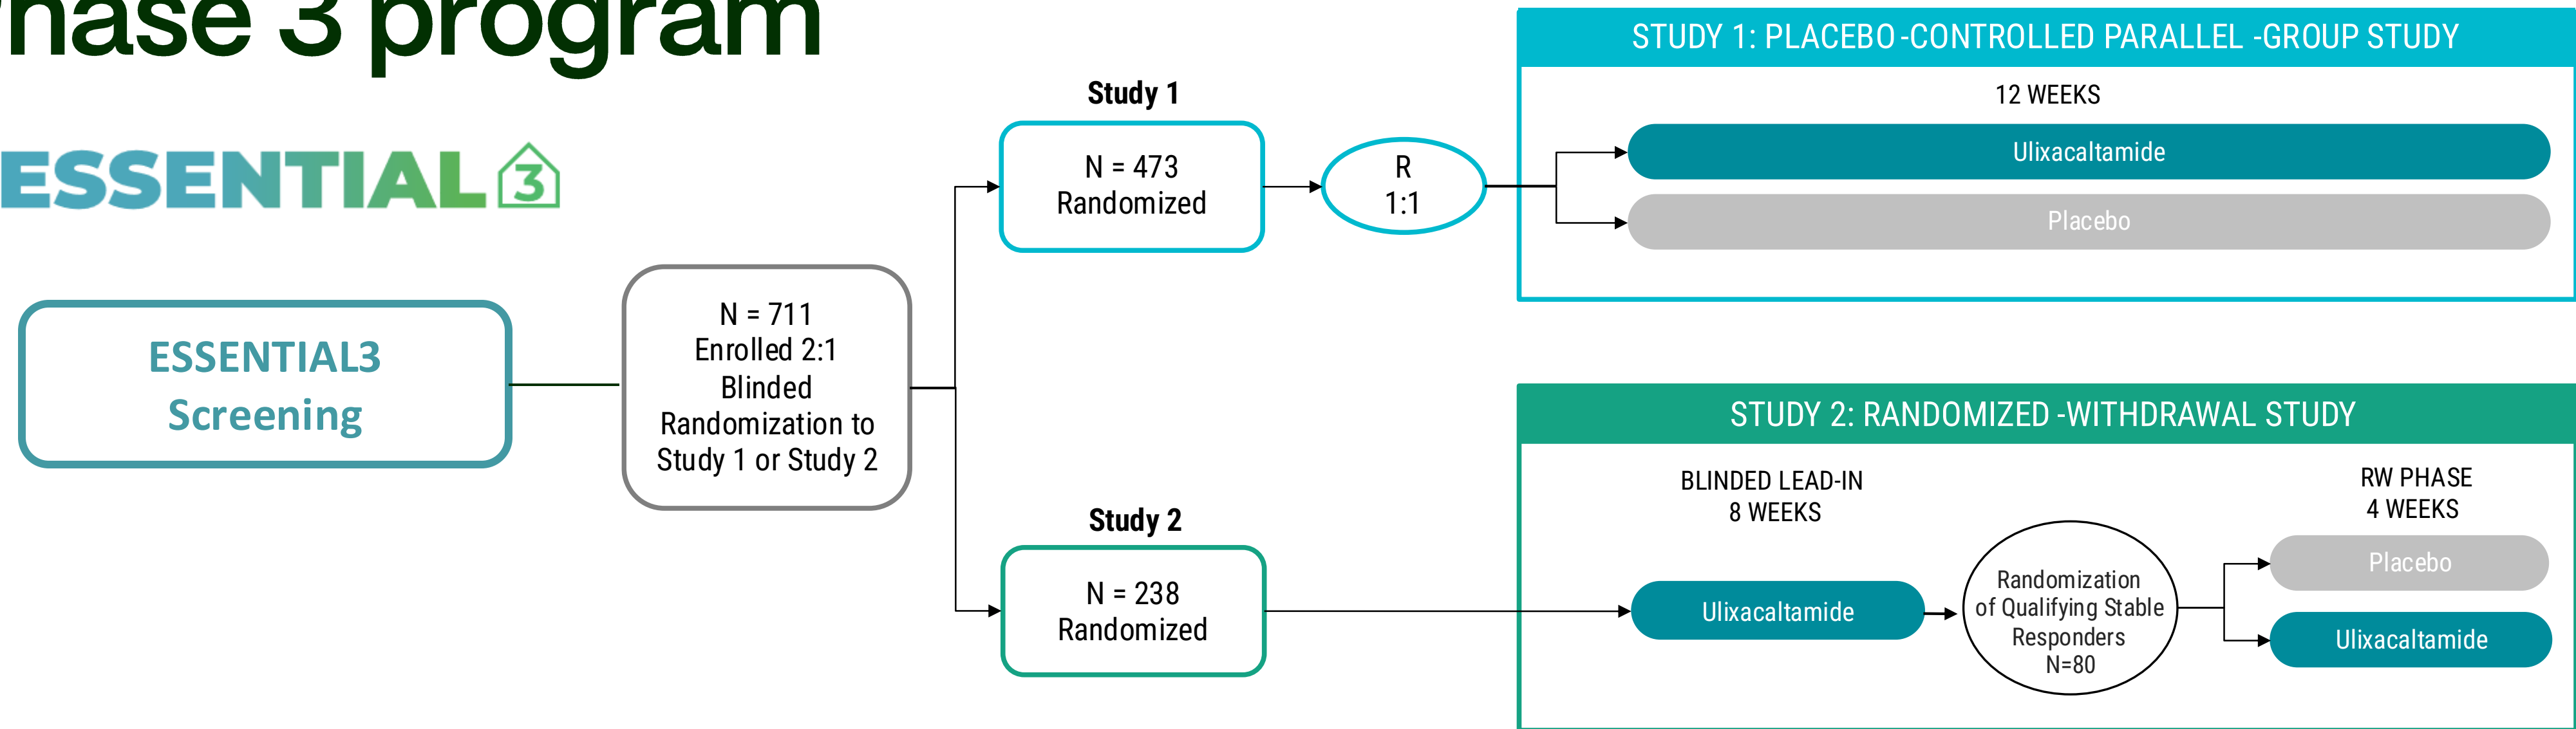 hase 3 program
ESSENTIAL3
ESSENTIAL3
Screening
N = 711
Enrolled 2:1
Blinded
Randomization to
Study 1 or Study 2
Study 1
N = 473
Randomized
R
1:1
STUDY 1: PLACEBO-CONTROLLED PARALLEL -GROUP STUDY
12 WEEKS
Ulixacaltamide
Placebo
Study 2
N = 238
Randomized
STUDY 2: RANDOMIZED -WITHDRAWAL STUDY
BLINDED LEAD-IN
8 WEEKS
Ulixacaltamide
Randomization
of Qualifying Stable
Responders
N=80
RW PHASE
4 WEEKS
Placebo
Ulixacaltamide